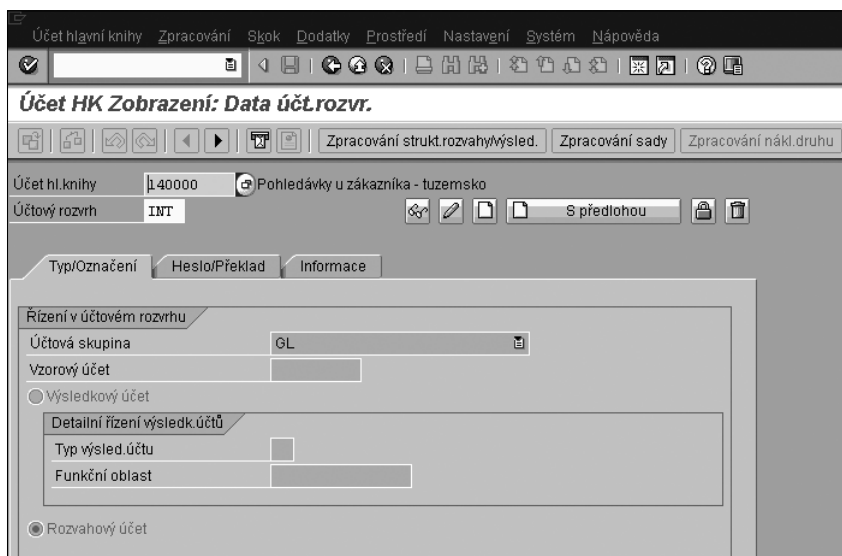 Účet hlavní knihy Zpracování Skok Dodatky Prostředí Nastavení Systém Nápověda
Účet HK Zobrazení: Data účt.rozvr.
Zpracování strukt.rozvahy/výsled. Zpracování sady Zpracování nákl.druhu
Účet hl.knihy 140000 Pohledávky u zákazníka - tuzemsko
Účtový rozvrh INT S předlohou
Typ/Označení Heslo/Překlad Informace
Řízení v účtovém rozvrhu
Účtová skupina GL
Vzorový účet
Výsledkový účet
Detailní řízení výsledk.účtů
Typ výsled.účtu
Funkční oblast
Rozvahový účet